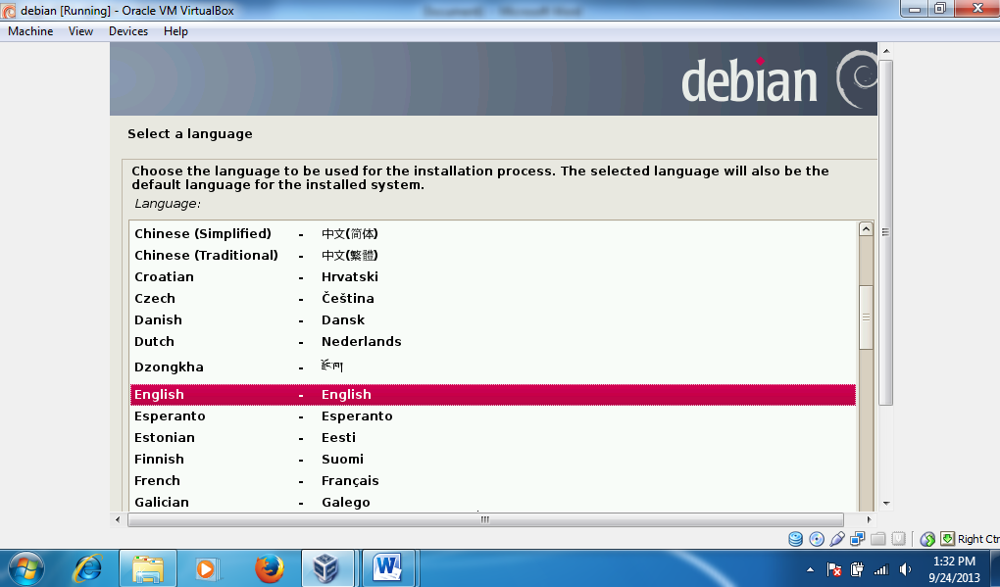 debian [Running] - Oracle VM VirtualBox
Machine View Devices Help
debian
Select a language
Choose the language to be used for the installation process. The selected language will also be the
default language for the installed system.
Language:
Chinese (Simplified) - 中文(简体)
Chinese (Traditional) - 中文(繁體)
Croatian - Hrvatski
Czech - Čeština
Danish - Dansk
Dutch - Nederlands
Dzongkha - རྫོང་ཁ།
English - English
Esperanto - Esperanto
Estonian - Eesti
Finnish - Suomi
French - Français
Galician - Galego
Right Ctr
1:32 PM
9/24/2013